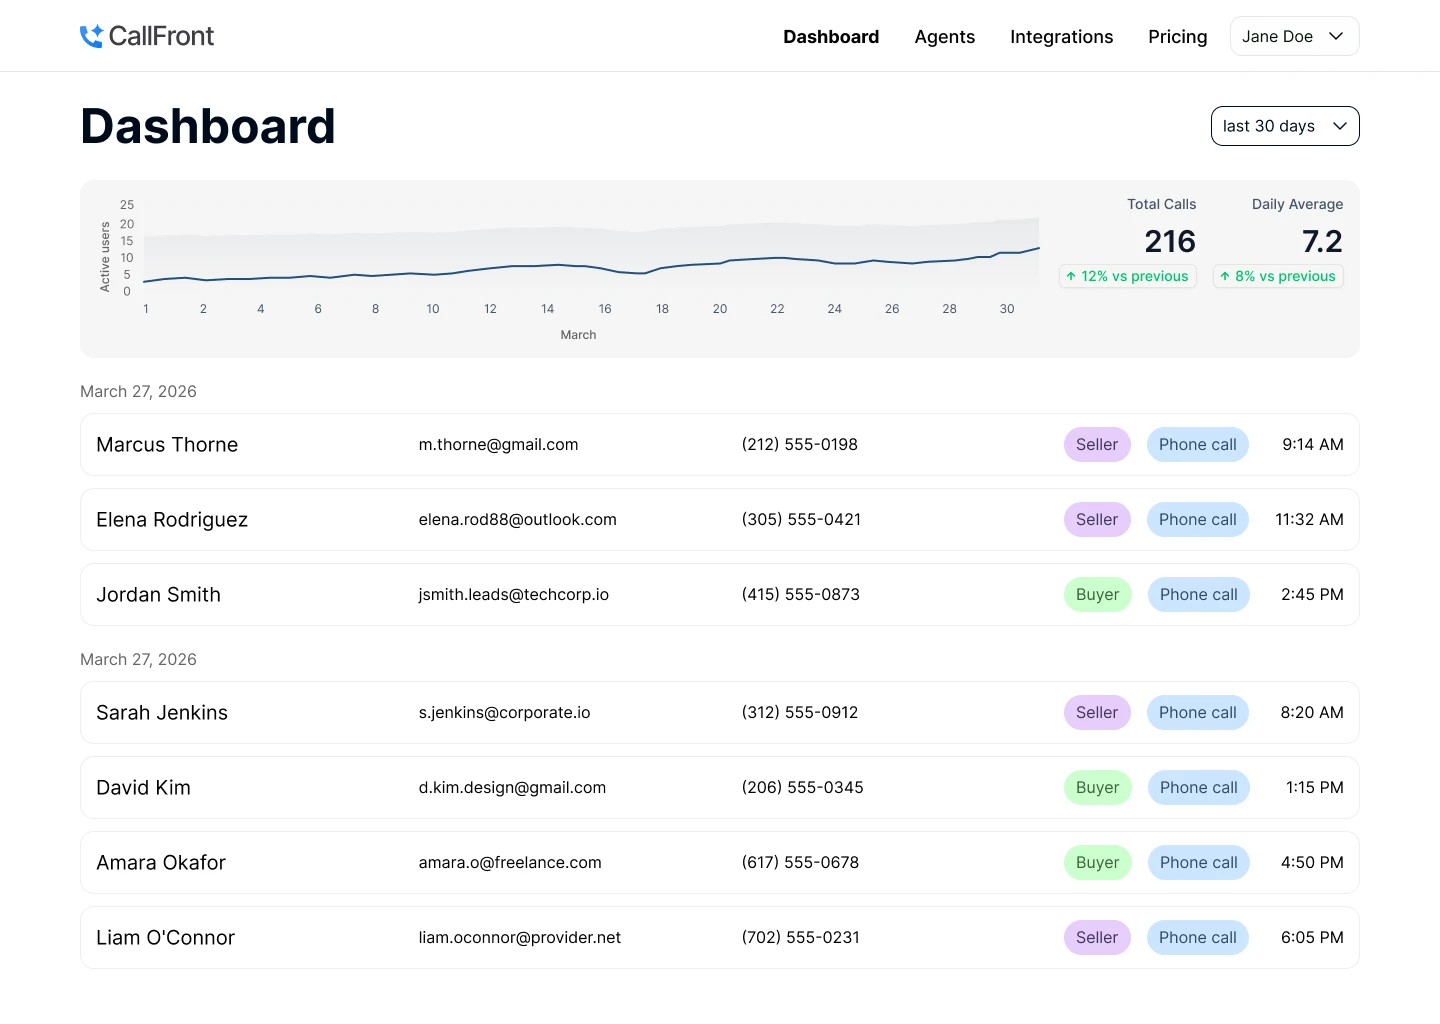 CallFront
Dashboard Agents Integrations Pricing Jane Doe
Dashboard
last 30 days
Active users
25
20
15
10
5
0
1 2 4 6 8 10 12 14 16 18 20 22 24 26 28 30
March
Total Calls
216
↑ 12% vs previous
Daily Average
7.2
↑ 8% vs previous
March 27, 2026
Marcus Thorne m.thorne@gmail.com (212) 555-0198 Seller Phone call 9:14 AM
Elena Rodriguez elena.rod88@outlook.com (305) 555-0421 Seller Phone call 11:32 AM
Jordan Smith jsmith.leads@techcorp.io (415) 555-0873 Buyer Phone call 2:45 PM
March 27, 2026
Sarah Jenkins s.jenkins@corporate.io (312) 555-0912 Seller Phone call 8:20 AM
David Kim d.kim.design@gmail.com (206) 555-0345 Buyer Phone call 1:15 PM
Amara Okafor amara.o@freelance.com (617) 555-0678 Buyer Phone call 4:50 PM
Liam O'Connor liam.oconnor@provider.net (702) 555-0231 Seller Phone call 6:05 PM